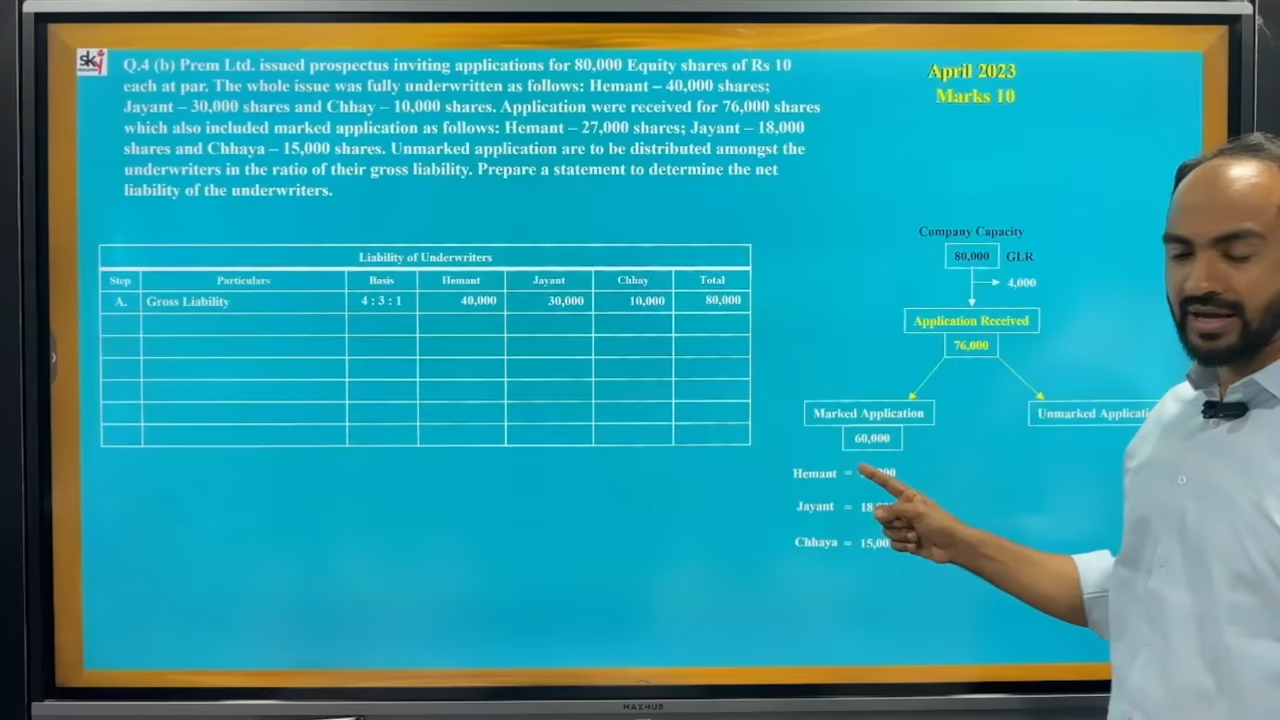 sk
Q.4 (b) Prem Ltd. issued prospectus inviting applications for 80,000 Equity shares of Rs 10
each at par. The whole issue was fully underwritten as follows: Hemant – 40,000 shares;
Jayant – 30,000 shares and Chhay – 10,000 shares. Application were received for 76,000 shares
which also included marked application as follows: Hemant – 27,000 shares; Jayant – 18,000
shares and Chhaya – 15,000 shares. Unmarked application are to be distributed amongst the
underwriters in the ratio of their gross liability. Prepare a statement to determine the net
liability of the underwriters.
April 2023
Marks 10
Liability of Underwriters
Step Particulars Basis Hemant Jayant Chhay Total
A. Gross Liability 4 : 3 : 1 40,000 30,000 10,000 80,000
Company Capacity
80,000 GLR
4,000
Application Received
76,000
Marked Application Unmarked
60,000
Hemant =
Jayant = 18
Chhaya = 15,00
MAXHUB